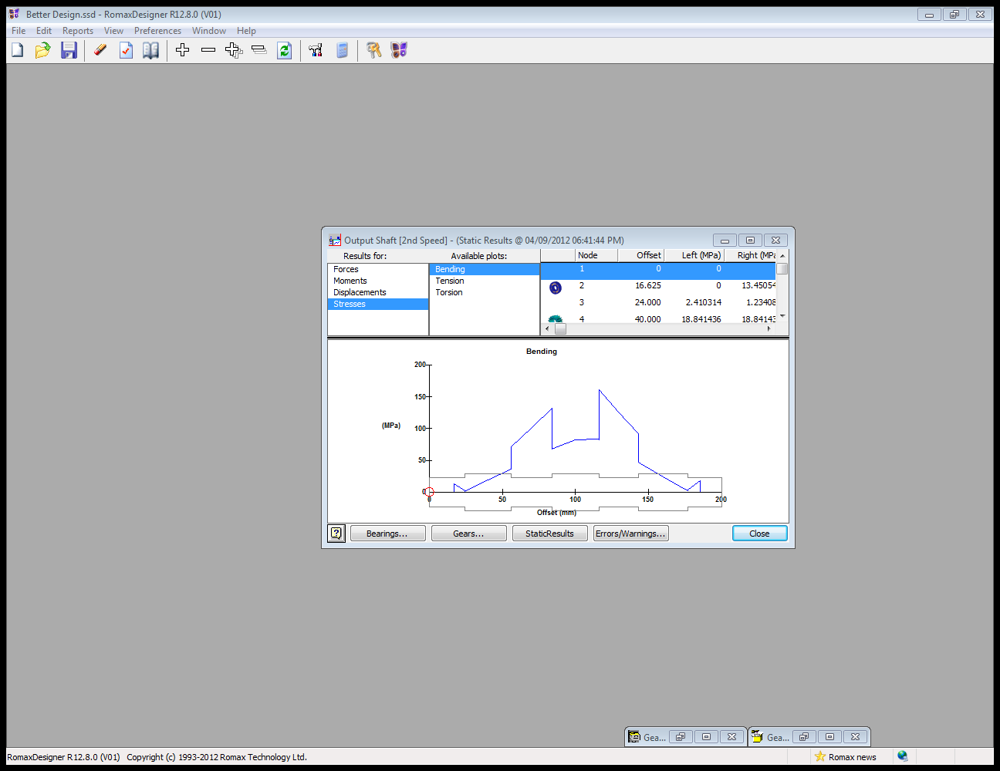 Better Design.ssd - RomaxDesigner R12.8.0 (V01)
File Edit Reports View Preferences Window Help
Output Shaft [2nd Speed] - (Static Results @ 04/09/2012 06:41:44 PM)
Results for: Available plots: Node Offset Left (MPa) Right (MPa
Forces Bending 1 0 0
Moments Tension 2 16.625 0 13.45054
Displacements Torsion 3 24.000 2.410314 1.23408
Stresses 4 40.000 18.841436 18.84143
Bending
200
150
(MPa)
100
50
0
0 50 100 150 200
Offset (mm)
Bearings... Gears... StaticResults Errors/Warnings... Close
Gea... Gea...
RomaxDesigner R12.8.0 (V01) Copyright (c) 1993-2012 Romax Technology Ltd. Romax news